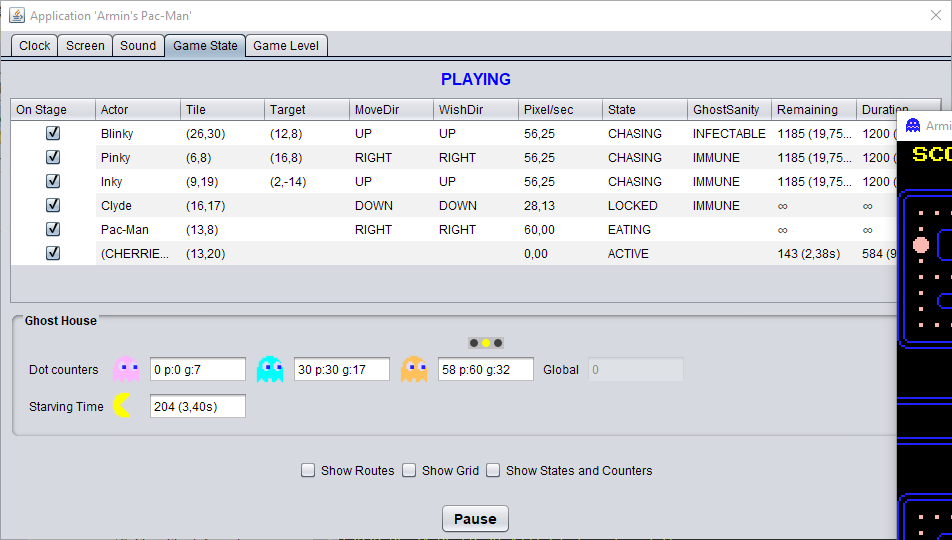 Application 'Armin's Pac-Man'
Clock Screen Sound Game State Game Level
PLAYING
On Stage Actor Tile Target MoveDir WishDir Pixel/sec State GhostSanity Remaining Duration
Blinky (26,30) (12,8) UP UP 56,25 CHASING INFECTABLE 1185 (19,75... 1200 (
Pinky (6,8) (16,8) RIGHT RIGHT 56,25 CHASING IMMUNE 1185 (19,75... 1200 (
Inky (9,19) (2,-14) UP UP 56,25 CHASING IMMUNE 1185 (19,75... 1200 (
Clyde (16,17) DOWN DOWN 28,13 LOCKED IMMUNE ∞ ∞
Pac-Man (13,8) RIGHT RIGHT 60,00 EATING ∞ ∞
(CHERRIE... (13,20) 0,00 ACTIVE 143 (2,38s) 584 (9
Armi
SCO
Ghost House
Dot counters 0 p:0 g:7 30 p:30 g:17 58 p:60 g:32 Global 0
Starving Time 204 (3,40s)
Show Routes Show Grid Show States and Counters
Pause